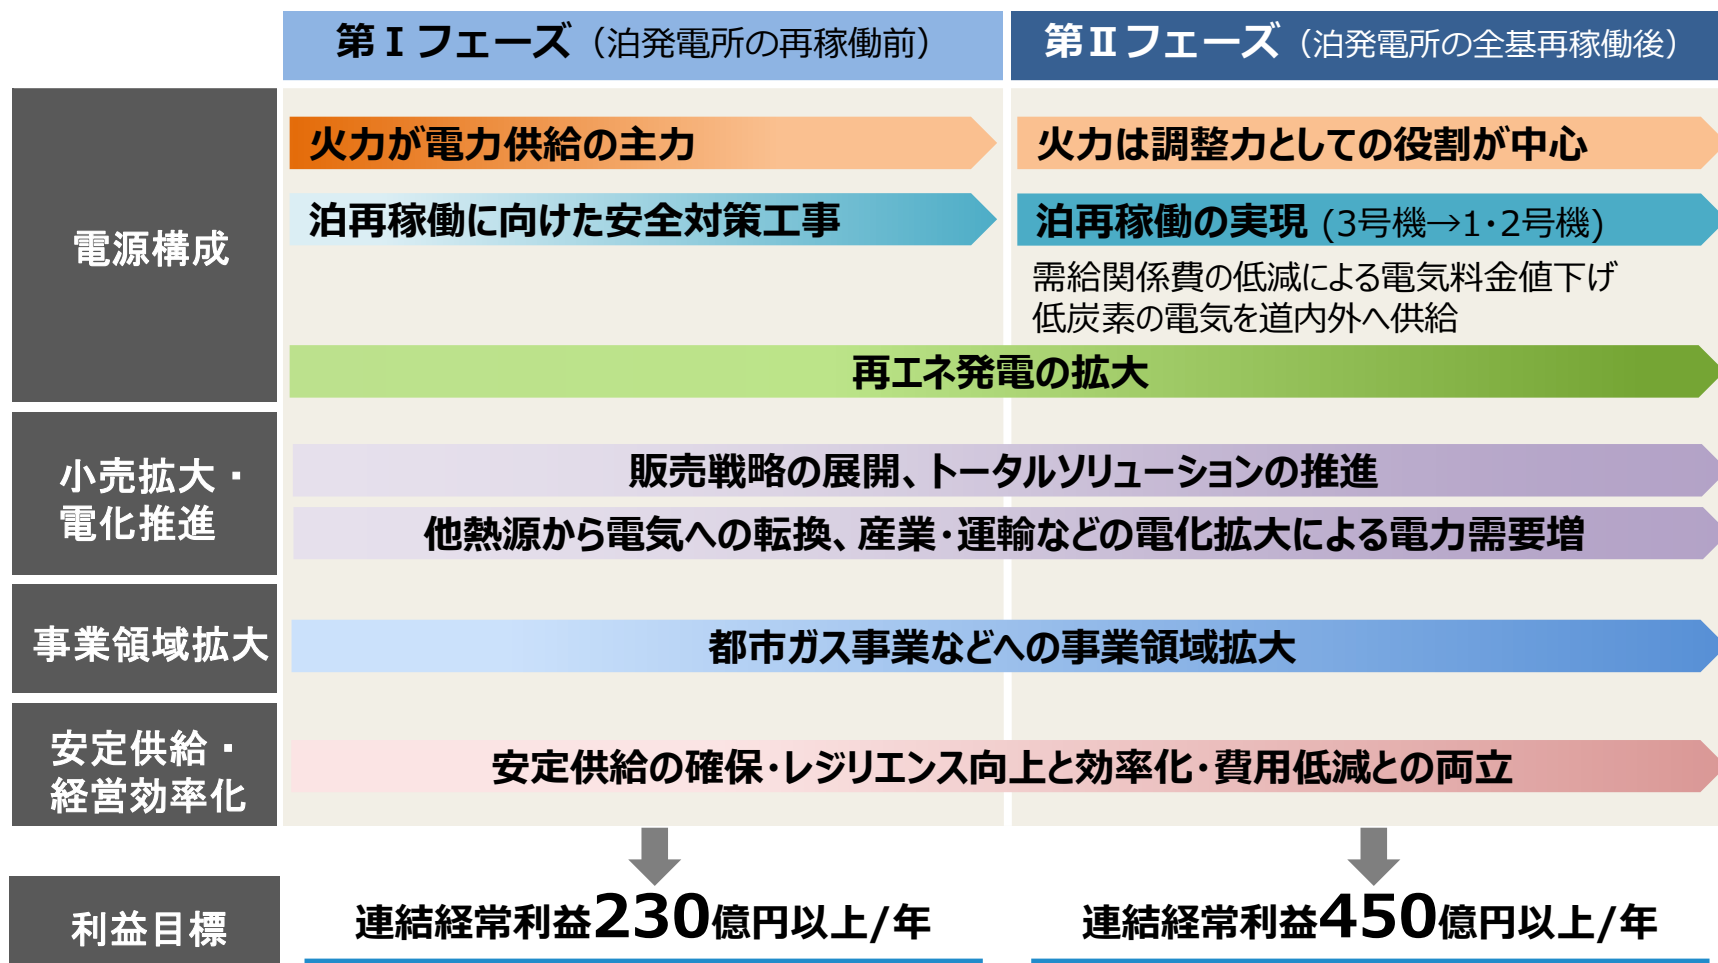 第Ⅰフェーズ（泊発電所の再稼働前）
第Ⅱフェーズ（泊発電所の全基再稼働後）
電源構成
火力が電力供給の主力
火力は調整力としての役割が中心
泊再稼働に向けた安全対策工事
泊再稼働の実現 (3号機→1・2号機)
需給関係費の低減による電気料金値下げ
低炭素の電気を道内外へ供給
再エネ発電の拡大
小売拡大・
電化推進
販売戦略の展開、トータルソリューションの推進
他熱源から電気への転換、産業・運輸などの電化拡大による電力需要増
事業領域拡大
都市ガス事業などへの事業領域拡大
安定供給・
経営効率化
安定供給の確保・レジリエンス向上と効率化・費用低減との両立
利益目標
連結経常利益230億円以上/年
連結経常利益450億円以上/年